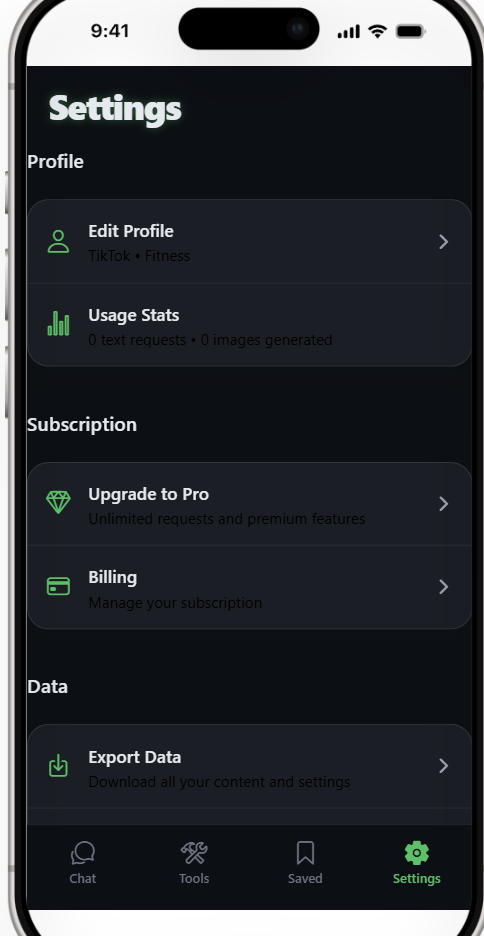 9:41
Settings
Profile
Edit Profile
TikTok • Fitness
Usage Stats
0 text requests • 0 images generated
Subscription
Upgrade to Pro
Unlimited requests and premium features
Billing
Manage your subscription
Data
Export Data
Download all your content and settings
Chat Tools Saved Settings